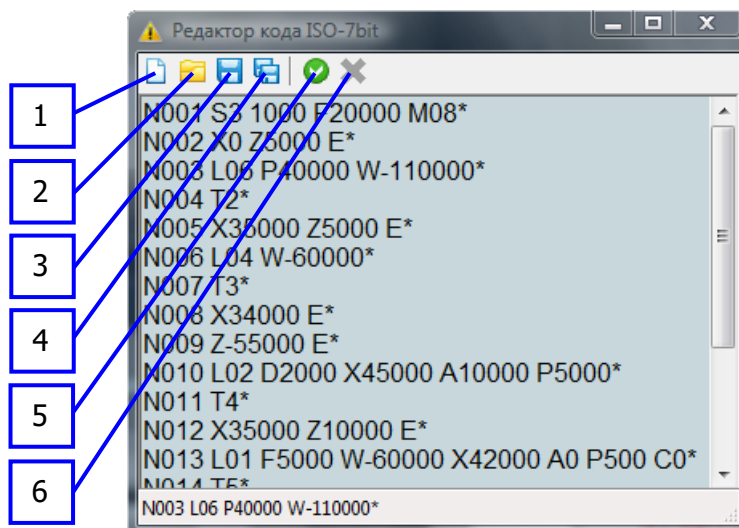 Редактор кода ISO-7bit
1
2
3
4
5
6
N001 S3 1000 F20000 M08*
N002 X0 Z5000 E*
N003 L06 P40000 W-110000*
N004 T2*
N005 X35000 Z5000 E*
N006 L04 W-60000*
N007 T3*
N008 X34000 E*
N009 Z-55000 E*
N010 L02 D2000 X45000 A10000 P5000*
N011 T4*
N012 X35000 Z10000 E*
N013 L01 F5000 W-60000 X42000 A0 P500 C0*
N014 T5*
N003 L06 P40000 W-110000*